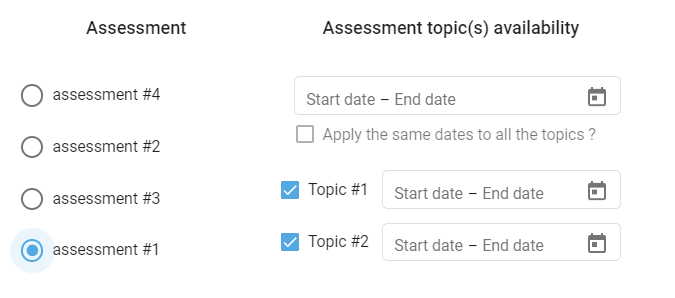 Assessment
Assessment topic(s) availability
assessment #4
Start date – End date
Apply the same dates to all the topics ?
assessment #2
assessment #3
Topic #1
Start date – End date
assessment #1
Topic #2
Start date – End date